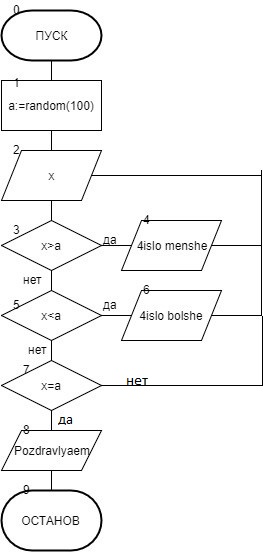 0
ПУСК
1
a:=random(100)
2
x
3
x>a
да
4
4islo menshe
нет
5
x<a
да
6
4islo bolshe
нет
7
x=a
нет
да
8
Pozdravlyaem
9
ОСТАНОВ